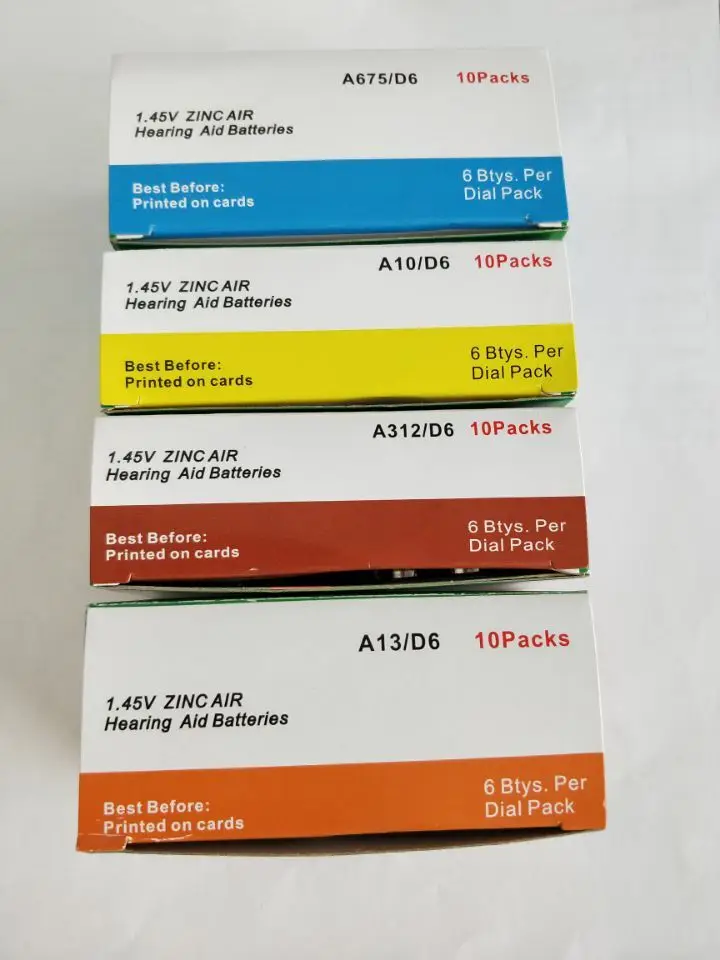 A675/D6 10Packs
1.45V ZINC AIR
Hearing Aid Batteries
Best Before:
Printed on cards
6 Btys. Per
Dial Pack
A10/D6 10Packs
1.45V ZINC AIR
Hearing Aid Batteries
Best Before:
Printed on cards
6 Btys. Per
Dial Pack
A312/D6 10Packs
1.45V ZINC AIR
Hearing Aid Batteries
Best Before:
Printed on cards
6 Btys. Per
Dial Pack
A13/D6 10Packs
1.45V ZINC AIR
Hearing Aid Batteries
Best Before:
Printed on cards
6 Btys. Per
Dial Pack